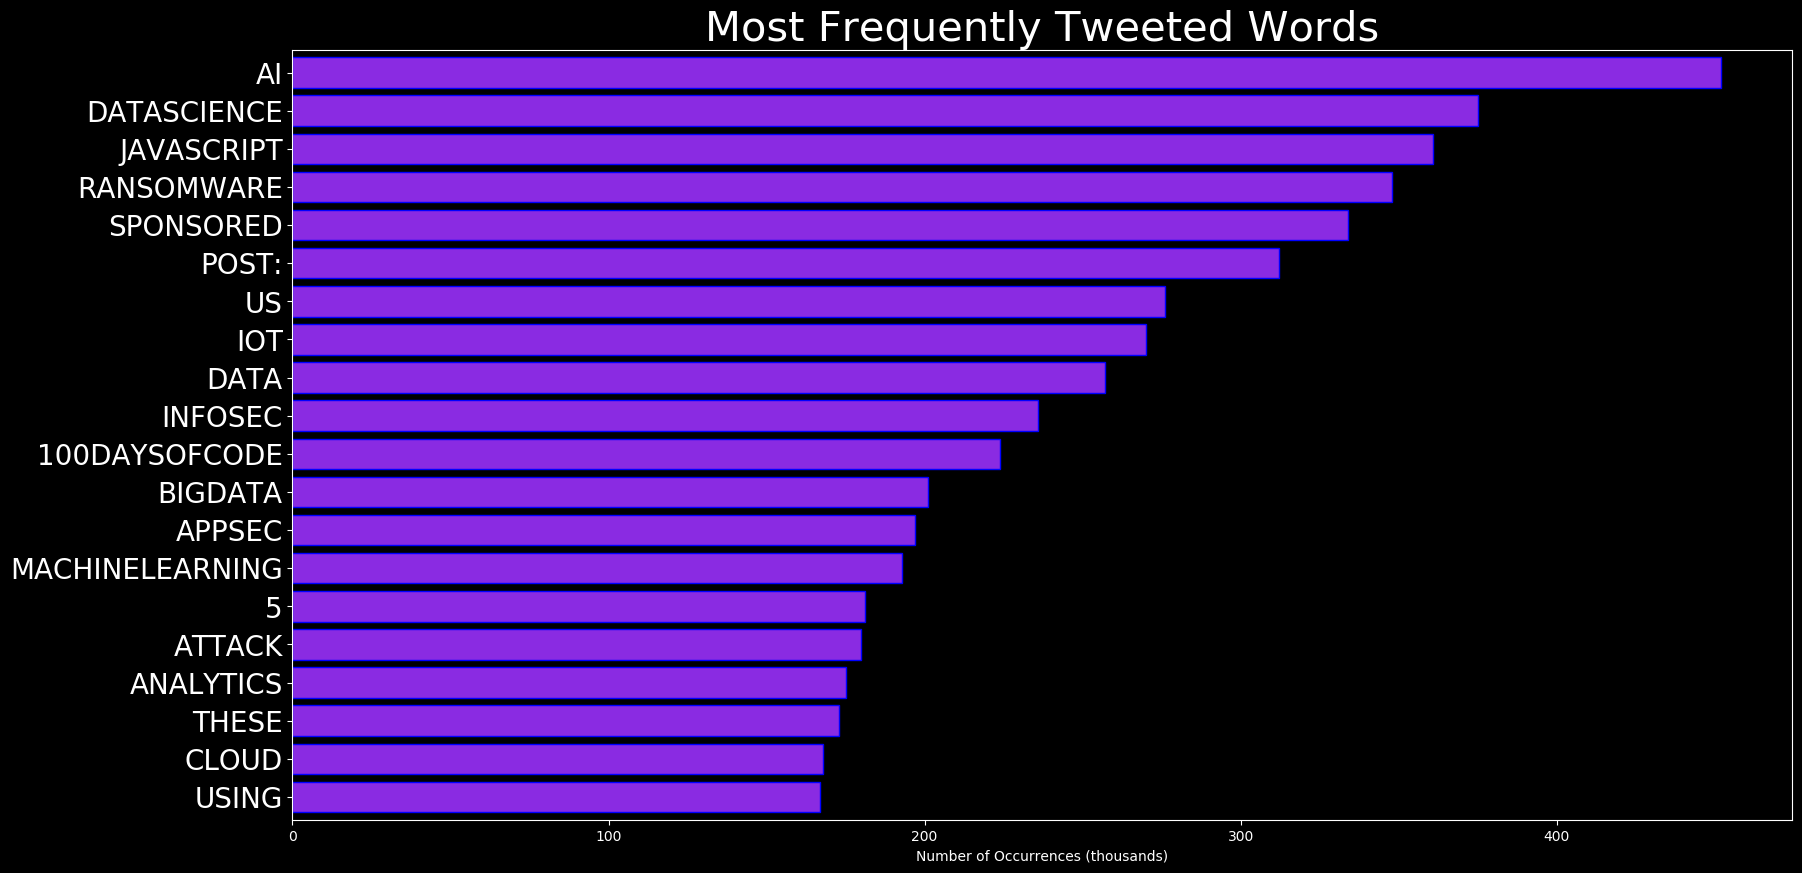 Most Frequently Tweeted Words
AI
DATASCIENCE
JAVASCRIPT
RANSOMWARE
SPONSORED
POST:
US
IOT
DATA
INFOSEC
100DAYSOFCODE
BIGDATA
APPSEC
MACHINELEARNING
5
ATTACK
ANALYTICS
THESE
CLOUD
USING
0 100 200 300 400
Number of Occurrences (thousands)